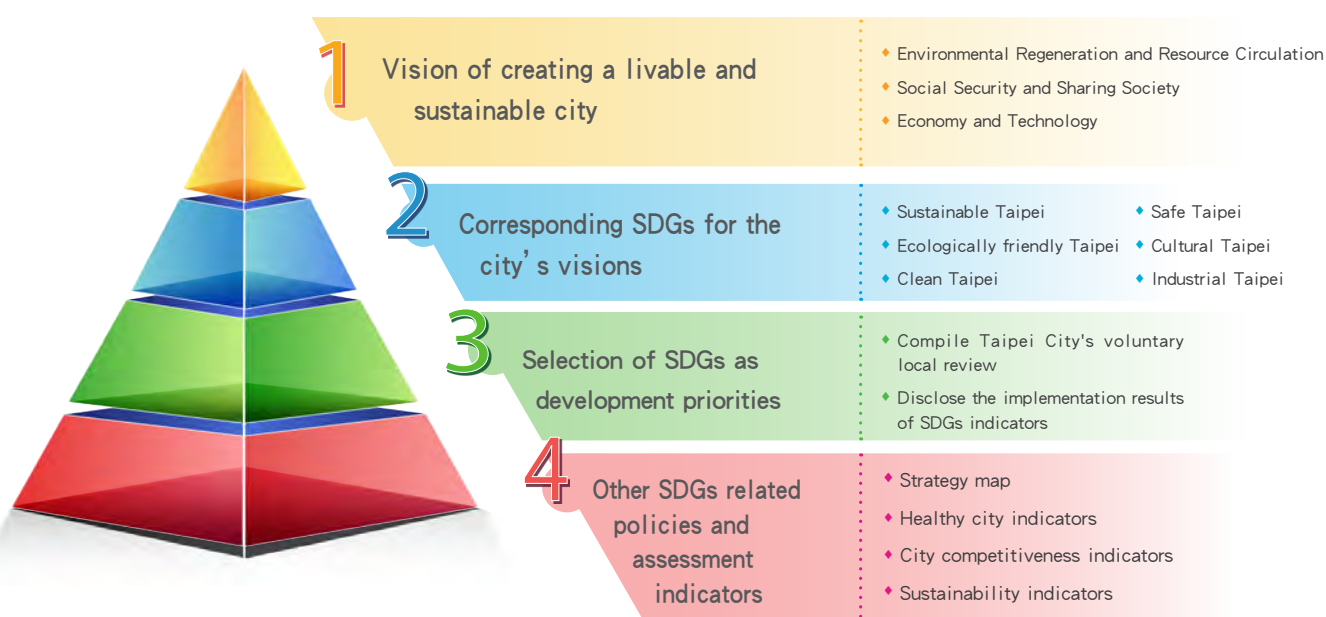 1
Vision of creating a livable and
sustainable city
♦ Environmental Regeneration and Resource Circulation
♦ Social Security and Sharing Society
♦ Economy and Technology
2
Corresponding SDGs for the
city’s visions
♦ Sustainable Taipei
♦ Ecologically friendly Taipei
♦ Clean Taipei
♦ Safe Taipei
♦ Cultural Taipei
♦ Industrial Taipei
3
Selection of SDGs as
development priorities
♦ Compile Taipei City's voluntary
local review
♦ Disclose the implementation results
of SDGs indicators
4
Other SDGs related
policies and
assessment
indicators
♦ Strategy map
♦ Healthy city indicators
♦ City competitiveness indicators
♦ Sustainability indicators